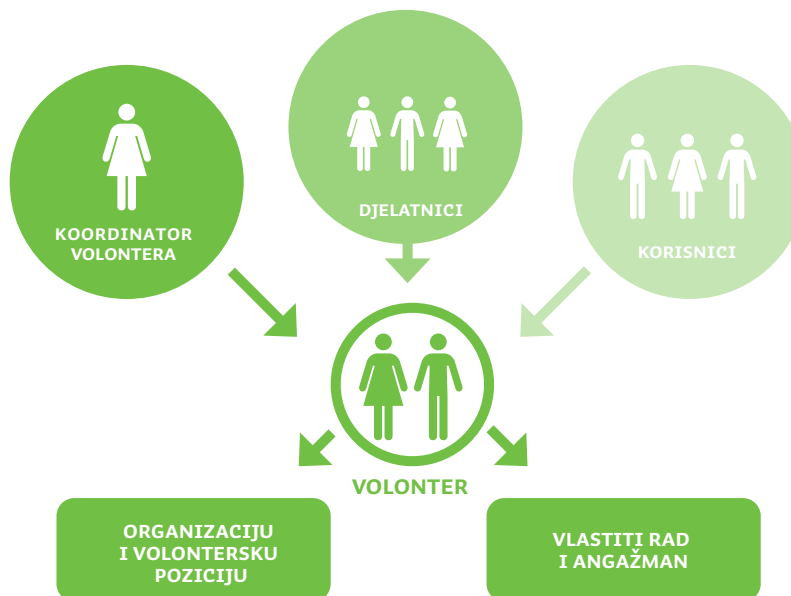 KOORDINATOR
VOLONTERA
DJELATNICI
KORISNICI
VOLONTER
ORGANIZACIJU
I VOLONTERSKU
POZICIJU
VLASTITI RAD
I ANGAŽMAN